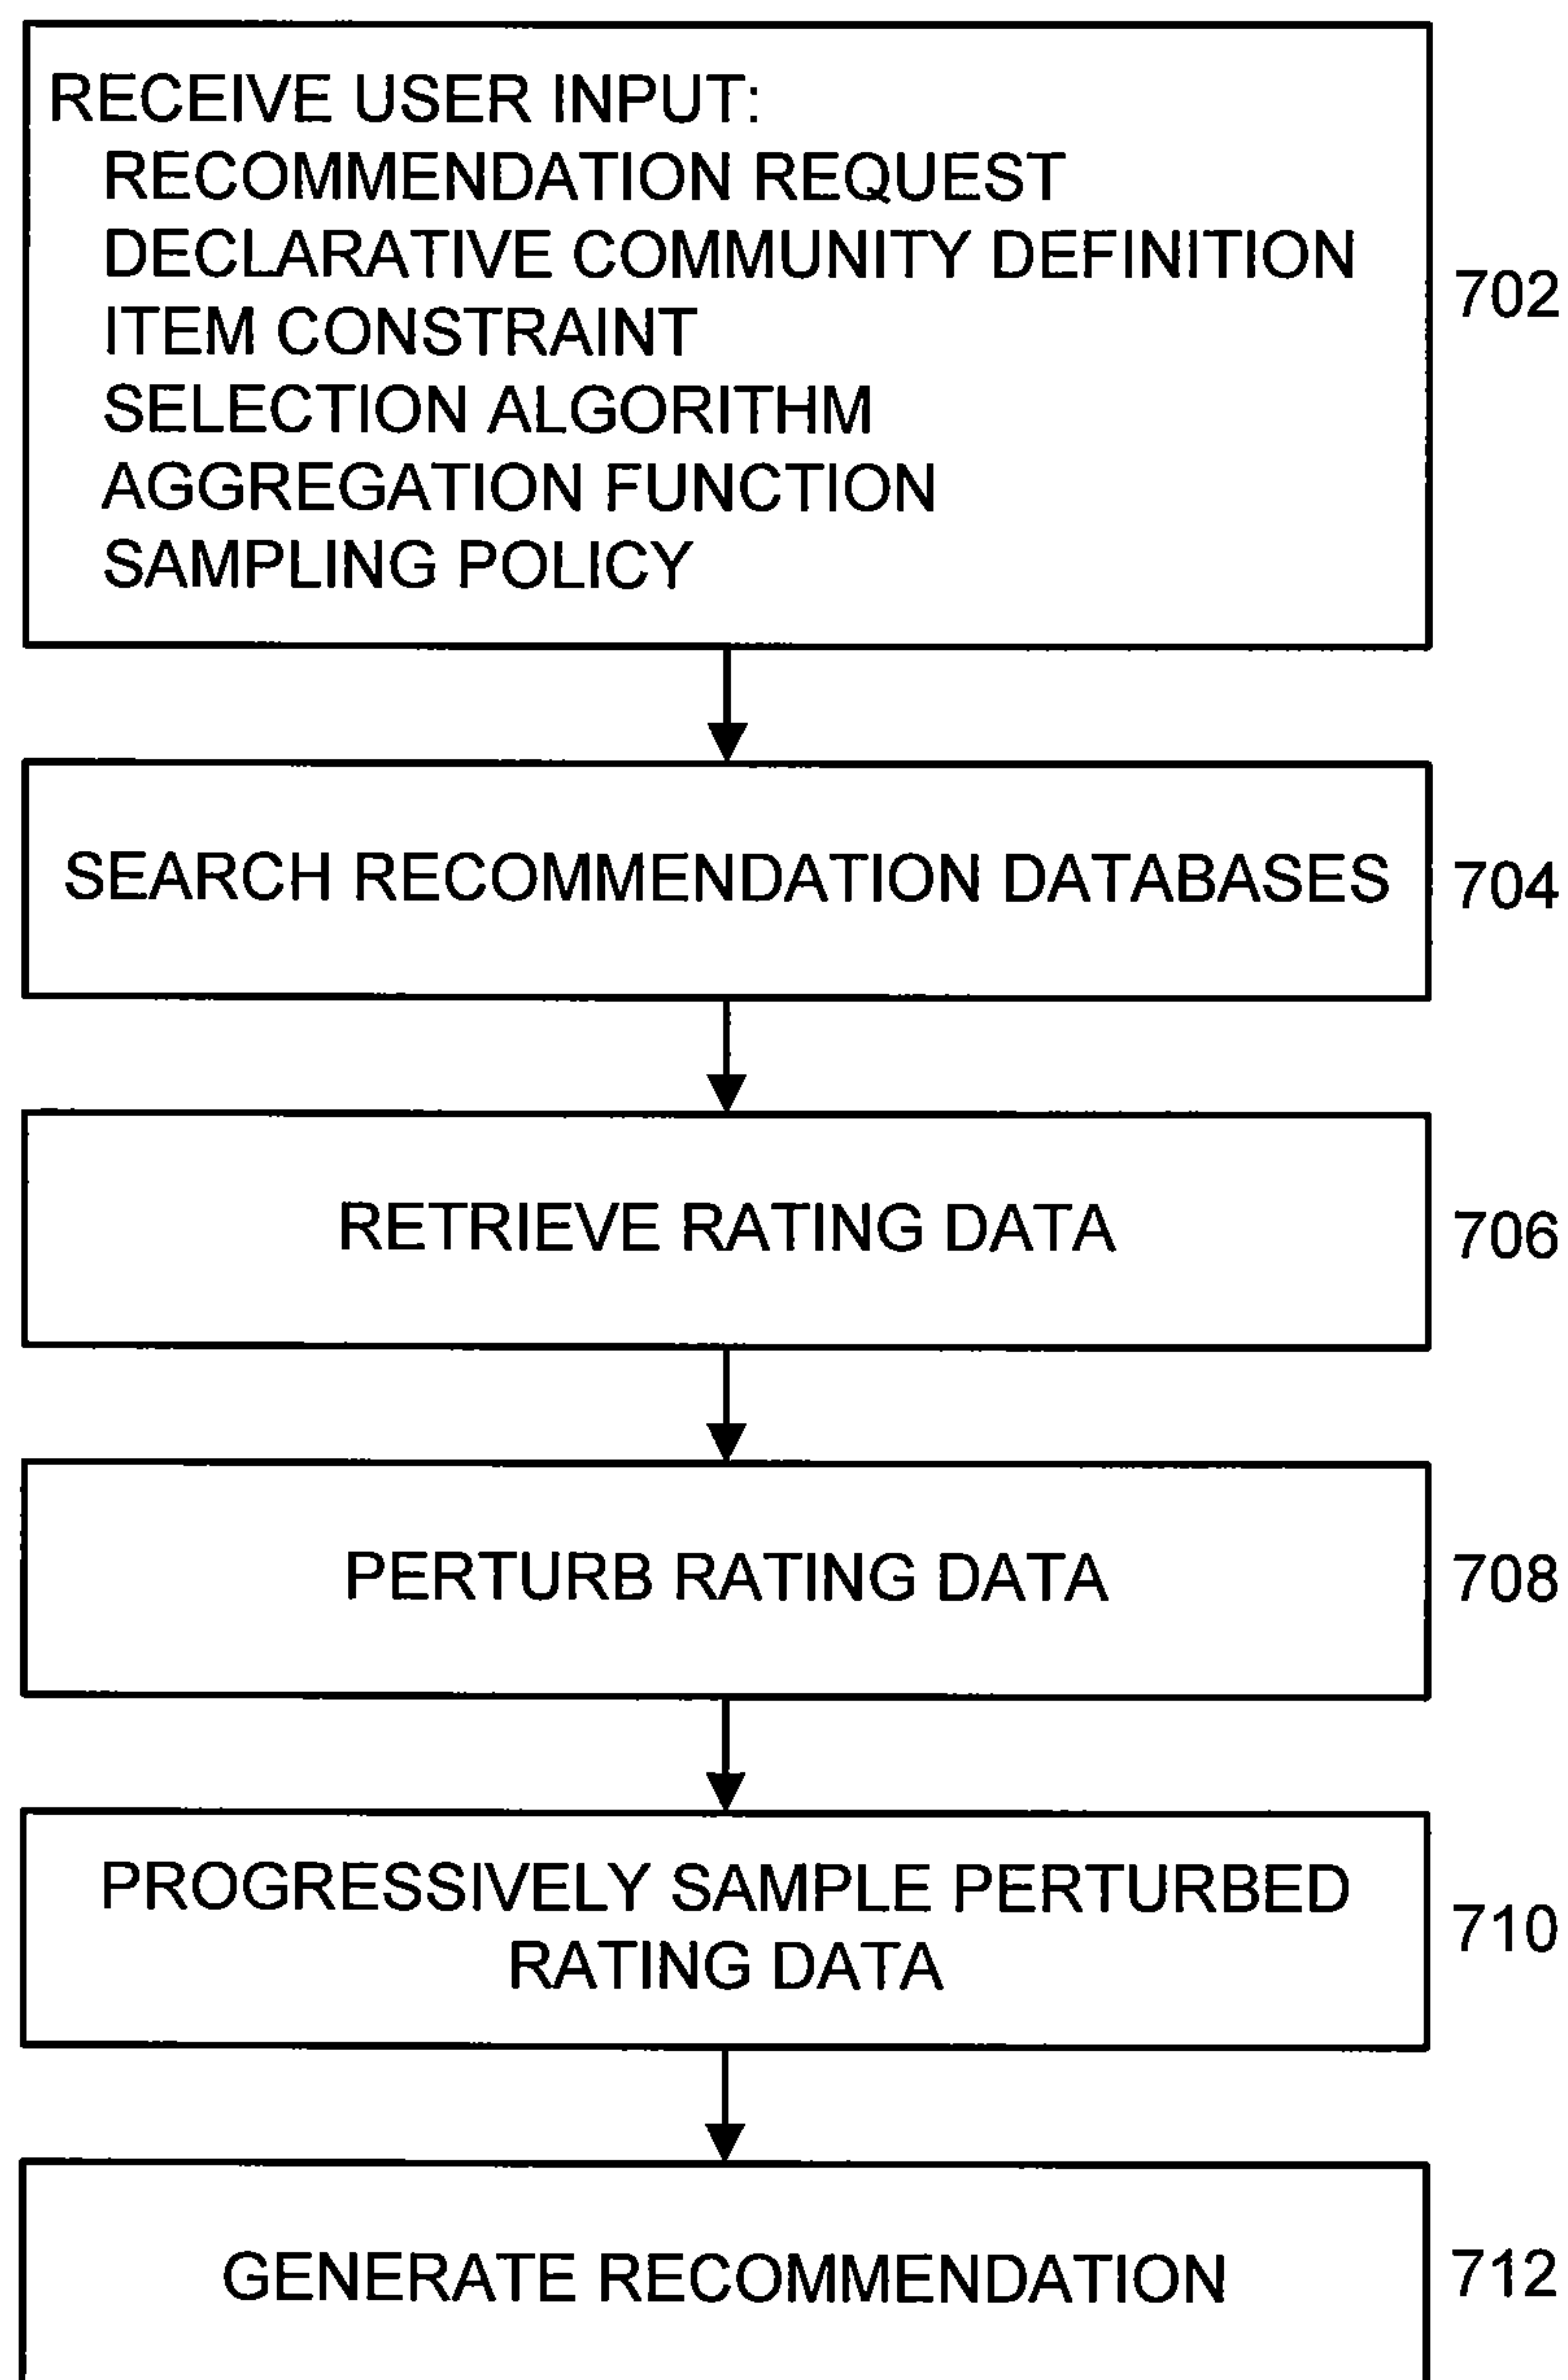 RECEIVE USER INPUT:
RECOMMENDATION REQUEST
DECLARATIVE COMMUNITY DEFINITION
ITEM CONSTRAINT
SELECTION ALGORITHM
AGGREGATION FUNCTION
SAMPLING POLICY
702
SEARCH RECOMMENDATION DATABASES
704
RETRIEVE RATING DATA
706
PERTURB RATING DATA
708
PROGRESSIVELY SAMPLE PERTURBED
RATING DATA
710
GENERATE RECOMMENDATION
712